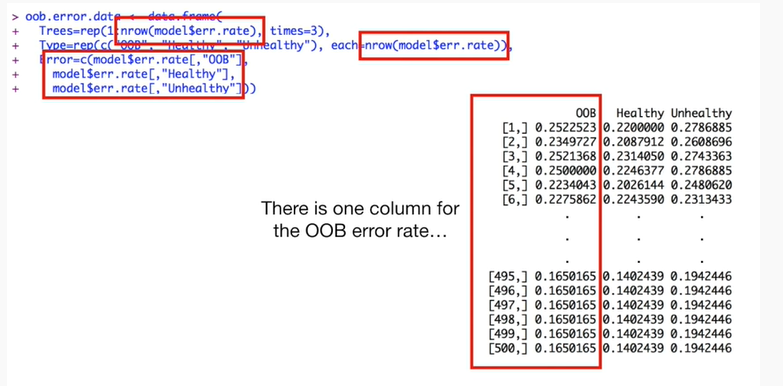 > oob.error.data <- data.frame(
+ Trees=rep(1:nrow(model$err.rate), times=3),
+ Type=rep(c("OOB", "Healthy", "Unhealthy"), each=nrow(model$err.rate)),
+ Error=c(model$err.rate[,"OOB"],
+ model$err.rate[,"Healthy"],
+ model$err.rate[,"Unhealthy"]))
OOB Healthy Unhealthy
[1,] 0.2522523 0.2200000 0.2786885
[2,] 0.2349727 0.2087912 0.2608696
[3,] 0.2521368 0.2314050 0.2743363
[4,] 0.2500000 0.2246377 0.2786885
[5,] 0.2234043 0.2026144 0.2480620
[6,] 0.2275862 0.2243590 0.2313433
. . .
. . .
. . .
[495,] 0.1650165 0.1402439 0.1942446
[496,] 0.1650165 0.1402439 0.1942446
[497,] 0.1650165 0.1402439 0.1942446
[498,] 0.1650165 0.1402439 0.1942446
[499,] 0.1650165 0.1402439 0.1942446
[500,] 0.1650165 0.1402439 0.1942446
There is one column for
the OOB error rate…